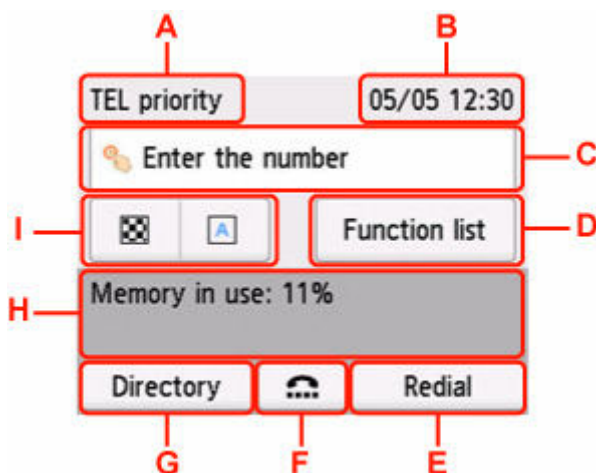 A
B
TEL priority
05/05 12:30
Enter the number
C
I
A
Function list
D
Memory in use: 11%
H
Directory
Redial
G
F
E